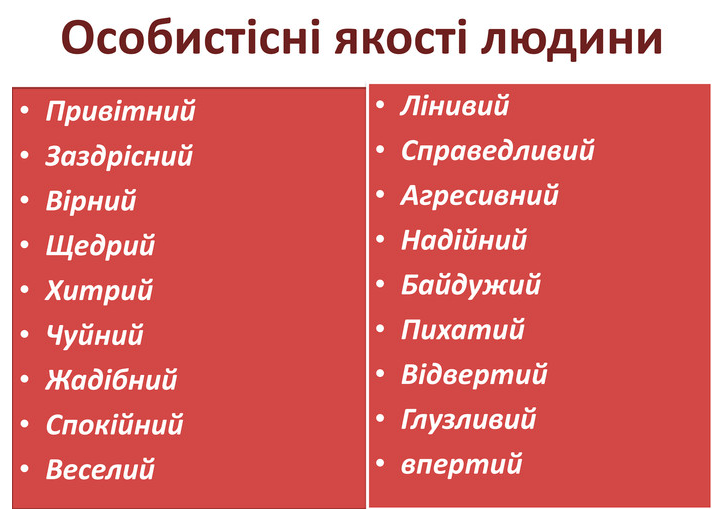 Особистісні якості людини
• Привітний
• Заздрісний
• Вірний
• Щедрий
• Хитрий
• Чуйний
• Жадібний
• Спокійний
• Веселий
• Лінивий
• Справедливий
• Агресивний
• Надійний
• Байдужий
• Пихатий
• Відвертий
• Глузливий
• впертий